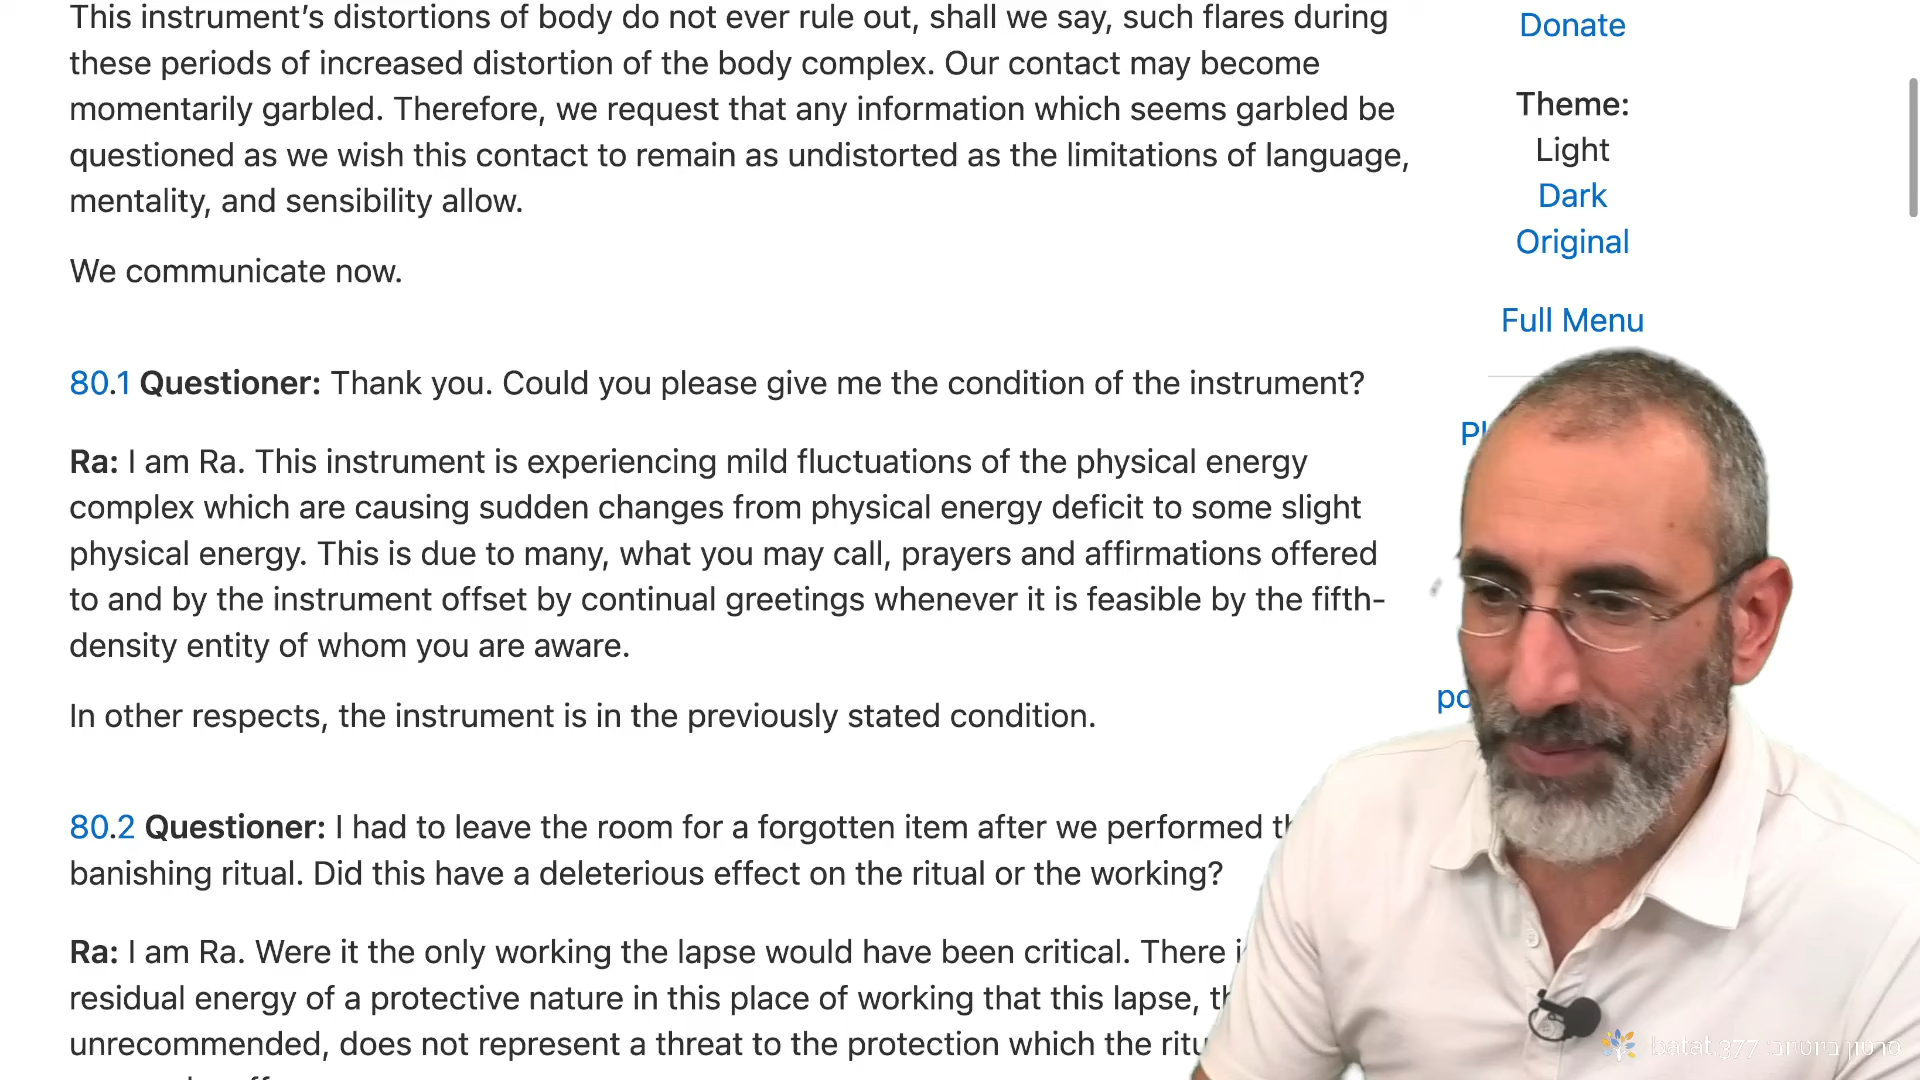 This instrument’s distortions of body do not ever rule out, shall we say, such flares during
these periods of increased distortion of the body complex. Our contact may become
momentarily garbled. Therefore, we request that any information which seems garbled be
questioned as we wish this contact to remain as undistorted as the limitations of language,
mentality, and sensibility allow.
We communicate now.
80.1 Questioner: Thank you. Could you please give me the condition of the instrument?
Ra: I am Ra. This instrument is experiencing mild fluctuations of the physical energy
complex which are causing sudden changes from physical energy deficit to some slight
physical energy. This is due to many, what you may call, prayers and affirmations offered
to and by the instrument offset by continual greetings whenever it is feasible by the fifth-
density entity of whom you are aware.
In other respects, the instrument is in the previously stated condition.
80.2 Questioner: I had to leave the room for a forgotten item after we performed
banishing ritual. Did this have a deleterious effect on the ritual or the working?
Ra: I am Ra. Were it the only working the lapse would have been critical. There
residual energy of a protective nature in this place of working that this lapse,
unrecommended, does not represent a threat to the protection which the
Donate
Theme:
Light
Dark
Original
Full Menu
batat.377 סרטון ביוטיוב